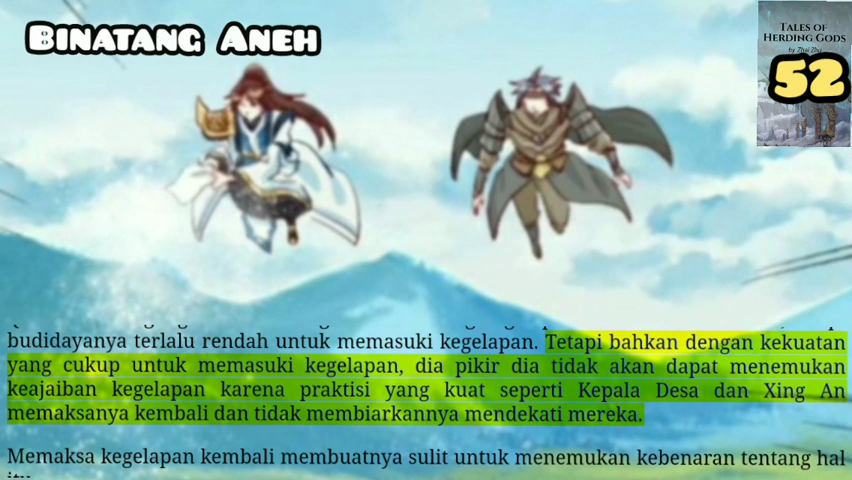 BINATANG ANEH
TALES OF
HERDING GODS
by Zhai Zhu
52
budidayanya terlalu rendah untuk memasuki kegelapan. Tetapi bahkan dengan kekuatan
yang cukup untuk memasuki kegelapan, dia pikir dia tidak akan dapat menemukan
keajaiban kegelapan karena praktisi yang kuat seperti Kepala Desa dan Xing An
memaksanya kembali dan tidak membiarkannya mendekati mereka.
Memaksa kegelapan kembali membuatnya sulit untuk menemukan kebenaran tentang hal